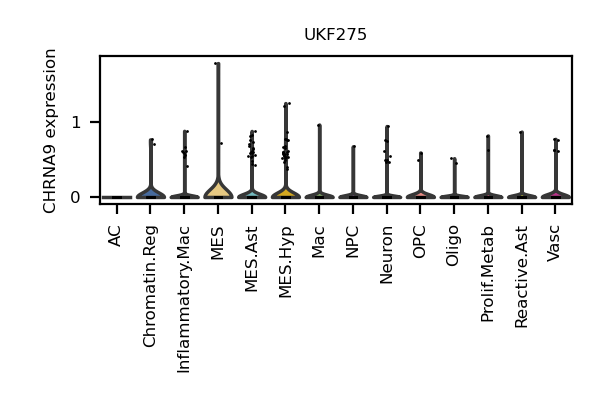 UKF275
CHRNA9 expression
1
0
AC
Chromatin.Reg
Inflammatory.Mac
MES
MES.Ast
MES.Hyp
Mac
NPC
Neuron
OPC
Oligo
Prolif.Metab
Reactive.Ast
Vasc